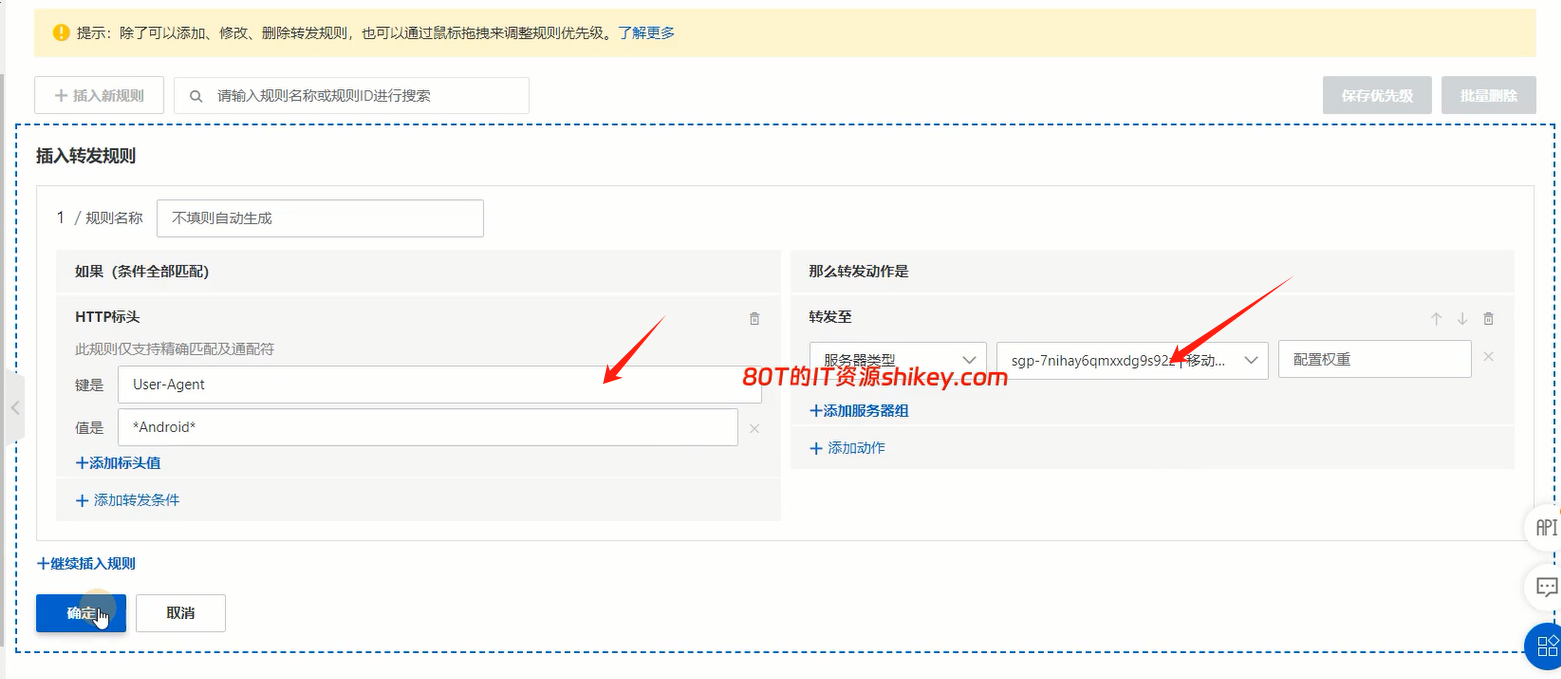 提示：除了可以添加、修改、删除转发规则，也可以通过鼠标拖拽来调整规则优先级。了解更多
插入新规则 请输入规则名称或规则ID进行搜索 保存优先级 批量删除
插入转发规则
1 / 规则名称 不填则自动生成
如果（条件全部匹配） 那么转发动作是
HTTP标头 转发至
此规则仅支持精确匹配及通配符
服务器类型 sgp-7nihay6qmxxdg9s92z | 移动... 配置权重
80T的IT资源shikey.com
键是 User-Agent
+添加服务器组
值是 *Android*
+ 添加动作
+添加标头值
+ 添加转发条件
API
+继续插入规则
确定 取消